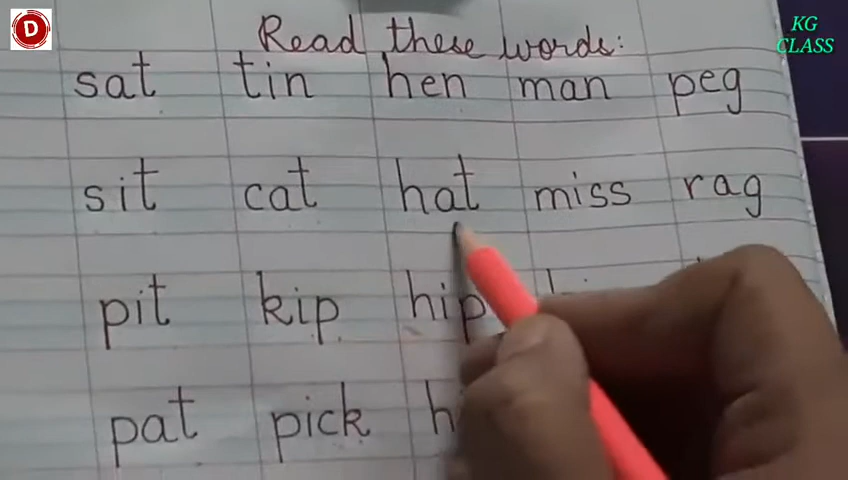 D
KG
CLASS
Read these words:
sat tin hen man peg
sit cat hat miss rag
pit kip hip
pat pick